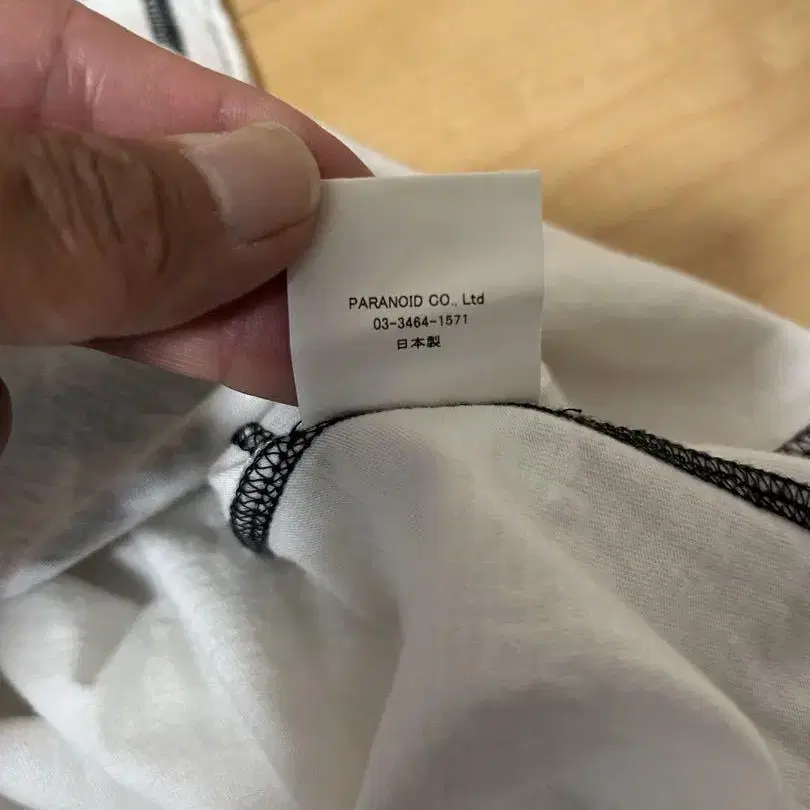 PARANOID CO., Ltd
03-3464-1571
日本製